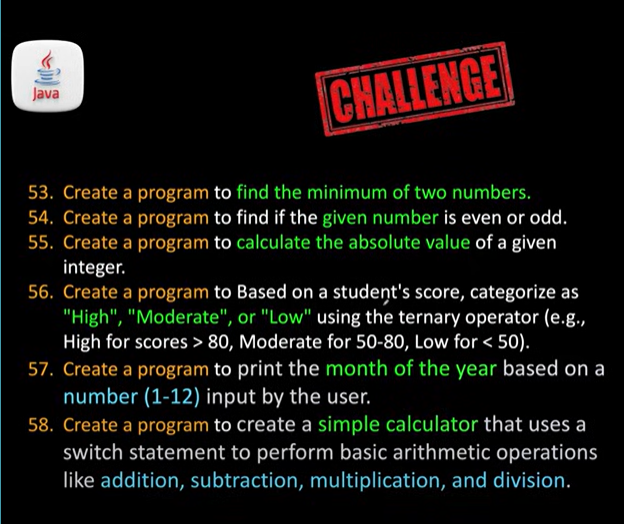 Java
CHALLENGE
53. Create a program to find the minimum of two numbers.
54. Create a program to find if the given number is even or odd.
55. Create a program to calculate the absolute value of a given
integer.
56. Create a program to Based on a student's score, categorize as
"High", "Moderate", or "Low" using the ternary operator (e.g.,
High for scores > 80, Moderate for 50-80, Low for < 50).
57. Create a program to print the month of the year based on a
number (1-12) input by the user.
58. Create a program to create a simple calculator that uses a
switch statement to perform basic arithmetic operations
like addition, subtraction, multiplication, and division.